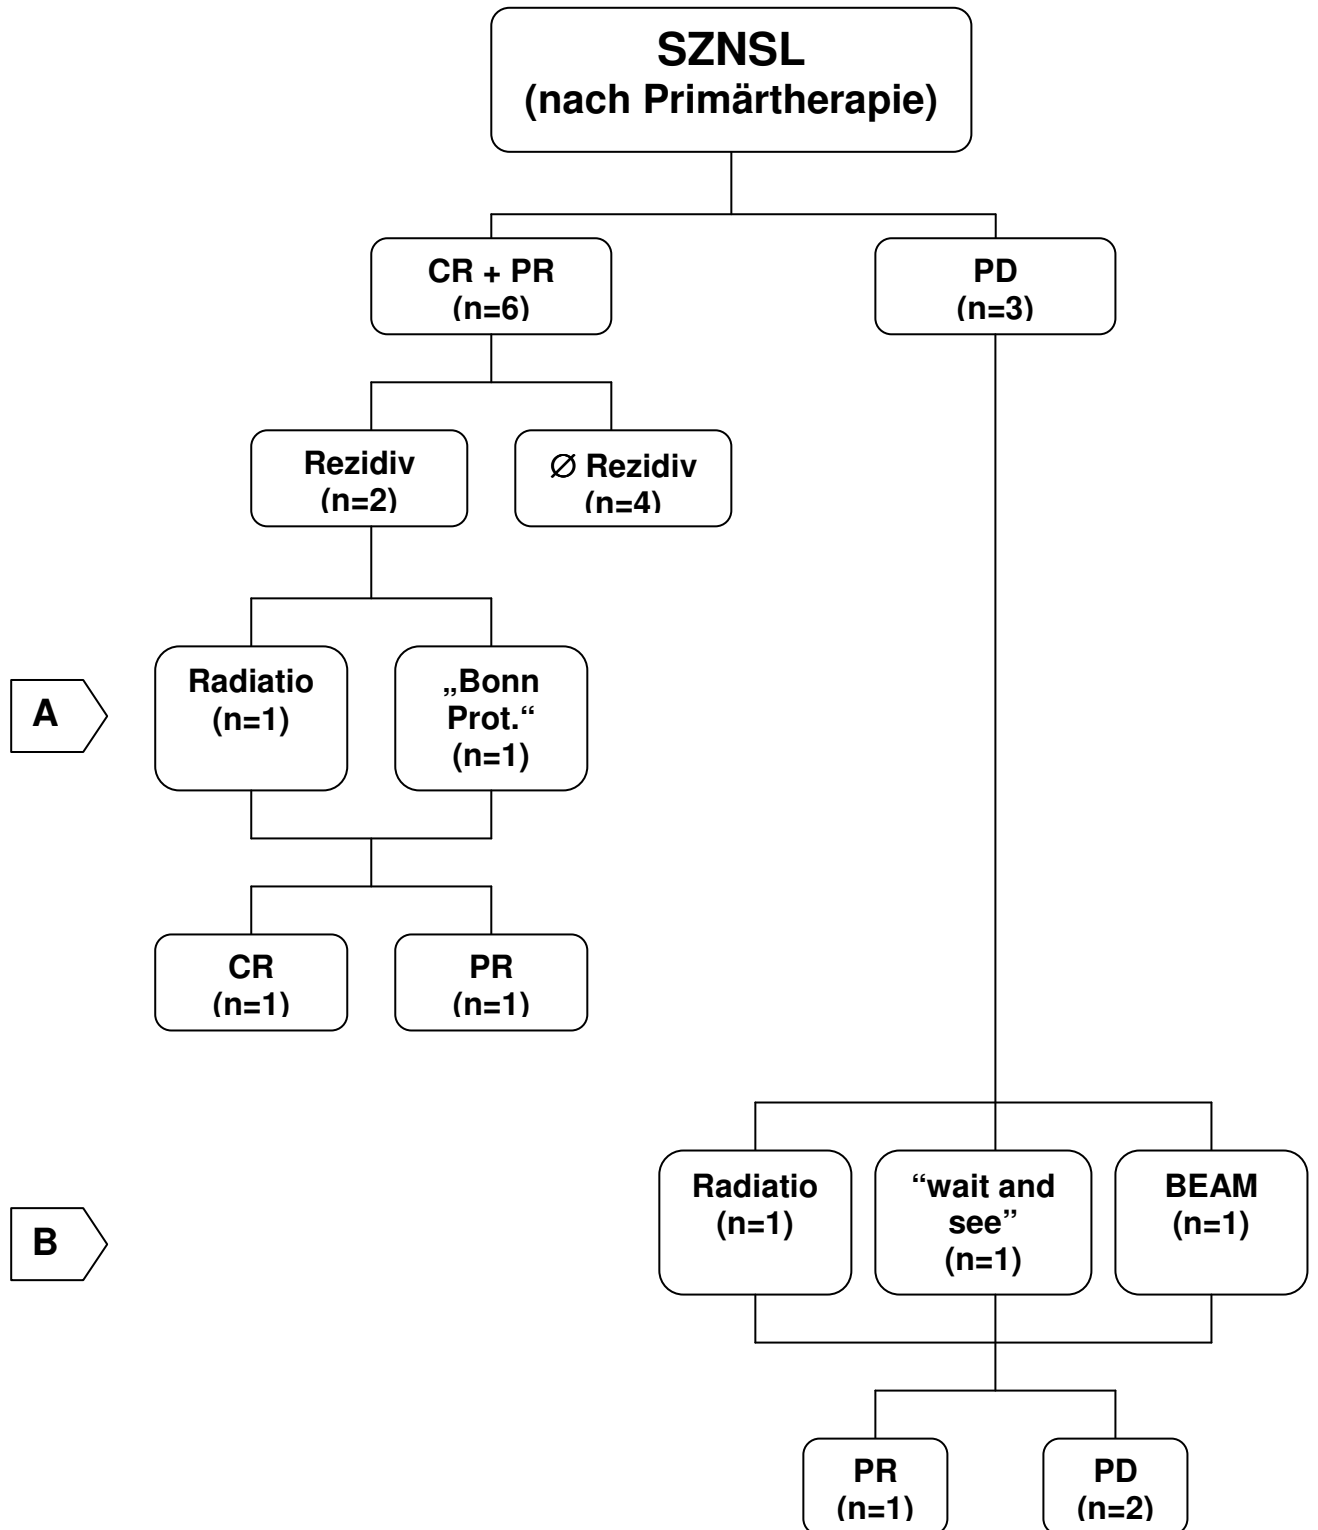 SZNSL
(nach Primärtherapie)
CR + PR
(n=6)
PD
(n=3)
Rezidiv
(n=2)
∅ Rezidiv
(n=4)
A
Radiatio
(n=1)
„Bonn
Prot.“
(n=1)
CR
(n=1)
PR
(n=1)
B
Radiatio
(n=1)
“wait and
see”
(n=1)
BEAM
(n=1)
PR
(n=1)
PD
(n=2)